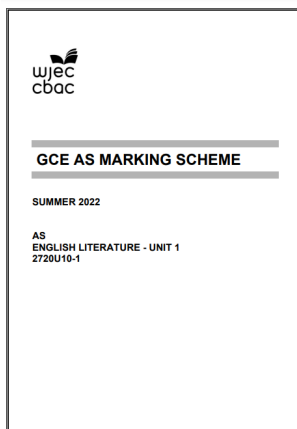 wjec
cbac
GCE AS MARKING SCHEME
SUMMER 2022
AS
ENGLISH LITERATURE - UNIT 1
2720U10-1